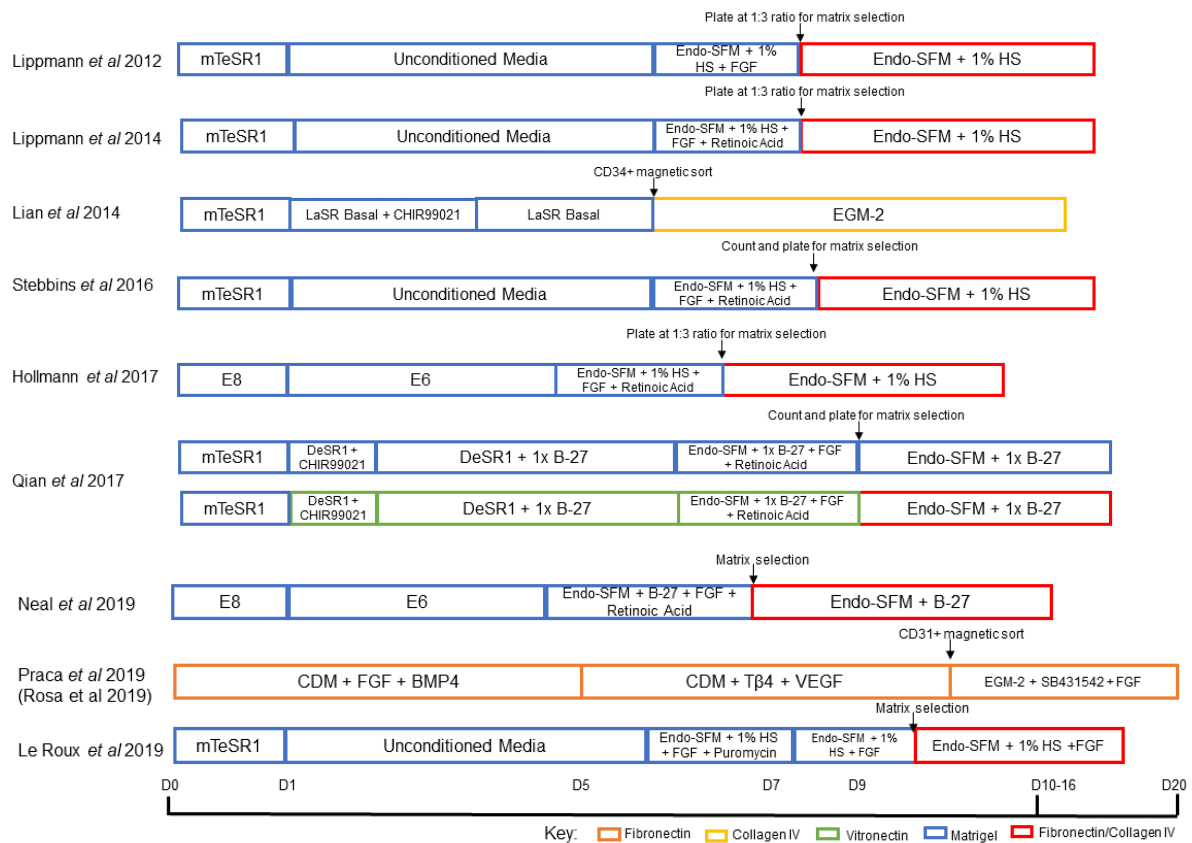 Plate at 1:3 ratio for matrix selection
Lippmann et al 2012
mTeSR1
Unconditioned Media
Endo-SFM + 1%
HS + FGF
Endo-SFM + 1% HS
Plate at 1:3 ratio for matrix selection
Lippmann et al 2014
mTeSR1
Unconditioned Media
Endo-SFM + 1% HS +
FGF + Retinoic Acid
Endo-SFM + 1% HS
CD34+ magnetic sort
Lian et al 2014
mTeSR1
LaSR Basal + CHIR99021
LaSR Basal
EGM-2
Count and plate for matrix selection
Stebbins et al 2016
mTeSR1
Unconditioned Media
Endo-SFM + 1% HS +
FGF + Retinoic Acid
Endo-SFM + 1% HS
Plate at 1:3 ratio for matrix selection
Hollmann et al 2017
E8
E6
Endo-SFM + 1% HS +
FGF + Retinoic Acid
Endo-SFM + 1% HS
Count and plate for matrix selection
Qian et al 2017
mTeSR1
DeSR1 +
CHIR99021
DeSR1 + 1x B-27
Endo-SFM + 1x B-27 + FGF
+ Retinoic Acid
Endo-SFM + 1x B-27
mTeSR1
DeSR1 +
CHIR99021
DeSR1 + 1x B-27
Endo-SFM + 1x B-27 + FGF
+ Retinoic Acid
Endo-SFM + 1x B-27
Matrix selection
Neal et al 2019
E8
E6
Endo-SFM + B-27 + FGF +
Retinoic Acid
Endo-SFM + B-27
CD31+ magnetic sort
Praca et al 2019
(Rosa et al 2019)
CDM + FGF + BMP4
CDM + Tβ4 + VEGF
EGM-2 + SB431542 + FGF
Matrix selection
Le Roux et al 2019
mTeSR1
Unconditioned Media
Endo-SFM + 1% HS
+ FGF + Puromycin
Endo-SFM + 1%
HS + FGF
Endo-SFM + 1% HS +FGF
D0
D1
D5
D7
D9
D10-16
D20
Key:
Fibronectin
Collagen IV
Vitronectin
Matrigel
Fibronectin/Collagen IV